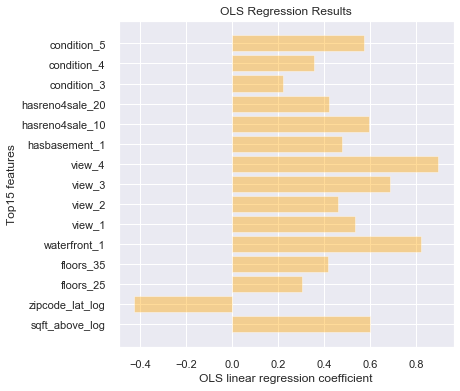 OLS Regression Results
Top15 features
condition_5
condition_4
condition_3
hasreno4sale_20
hasreno4sale_10
hasbasement_1
view_4
view_3
view_2
view_1
waterfront_1
floors_35
floors_25
zipcode_lat_log
sqft_above_log
−0.4 −0.2 0.0 0.2 0.4 0.6 0.8
OLS linear regression coefficient